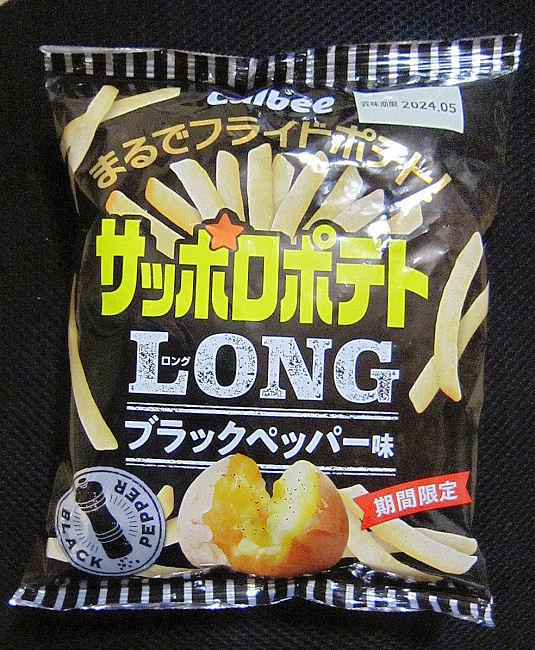 Calbee
賞味期限 2024.05
まるでフライドポテト!
サッポロポテト
ロング
LONG
ブラックペッパー味
期間限定
BLACK PEPPER